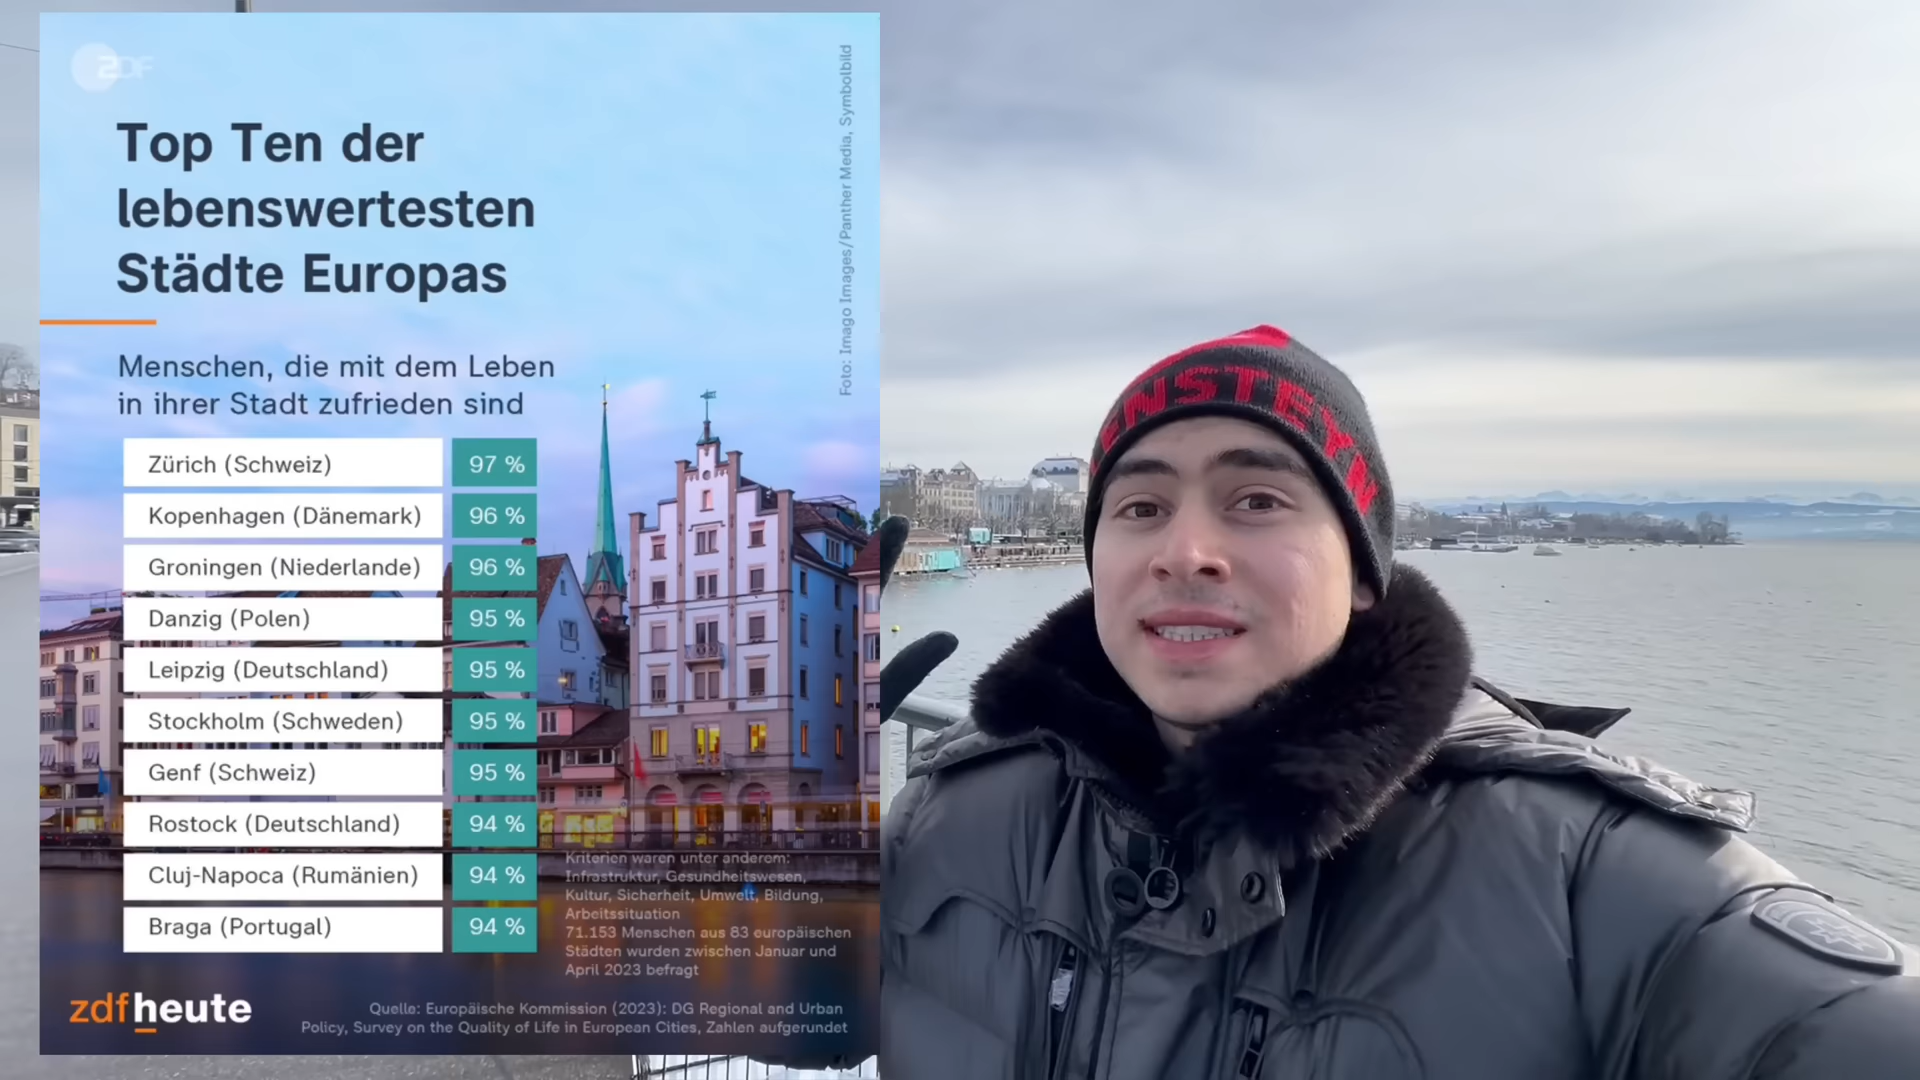 ZDF
Top Ten der
lebenswertesten
Städte Europas
Foto: Imago Images/Panther Media, Symbolbild
Menschen, die mit dem Leben
in ihrer Stadt zufrieden sind
Zürich (Schweiz) 97 %
Kopenhagen (Dänemark) 96 %
Groningen (Niederlande) 96 %
Danzig (Polen) 95 %
Leipzig (Deutschland) 95 %
Stockholm (Schweden) 95 %
Genf (Schweiz) 95 %
Rostock (Deutschland) 94 %
Cluj-Napoca (Rumänien) 94 %
Braga (Portugal) 94 %
Kriterien waren unter anderem:
Infrastruktur, Gesundheitswesen,
Kultur, Sicherheit, Umwelt, Bildung,
Arbeitssituation
71.153 Menschen aus 83 europäischen
Städten wurden zwischen Januar und
April 2023 befragt
zdfheute
Quelle: Europäische Kommission (2023): DG Regional and Urban
Policy, Survey on the Quality of Life in European Cities, Zahlen aufgerundet
ENSTEYN